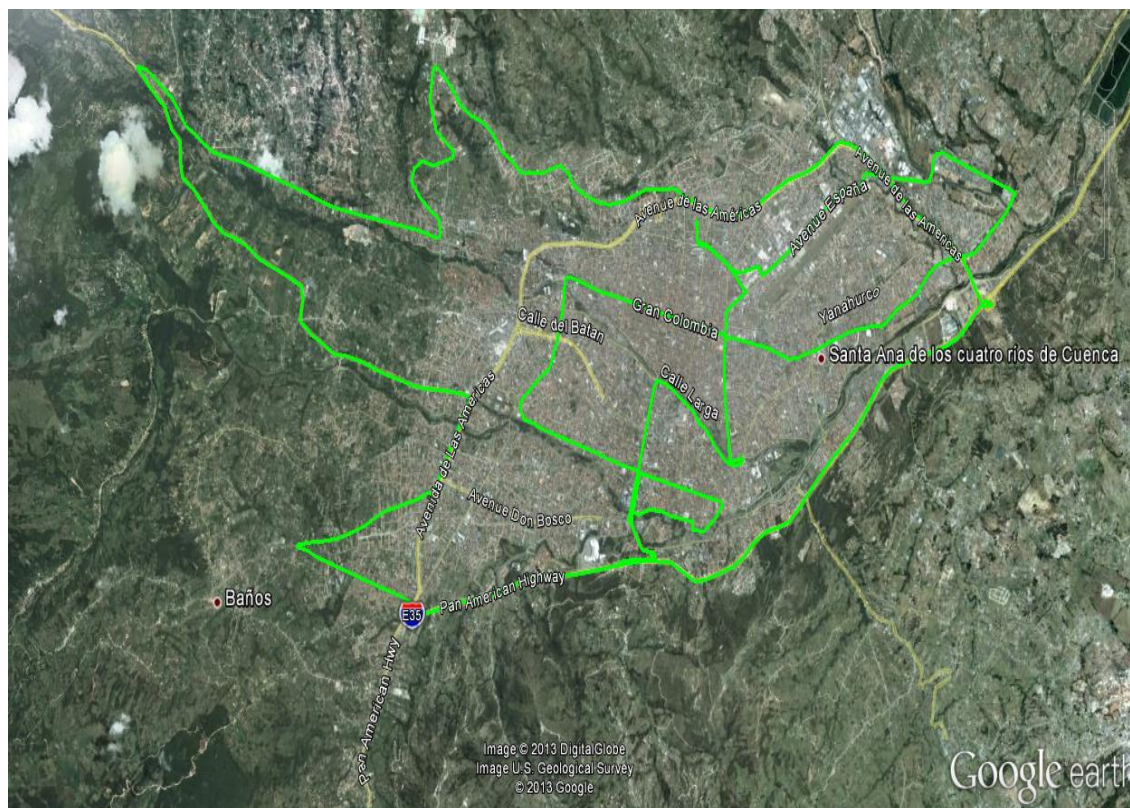 Avenue de las Américas
Avenue de las Americas
Avenue España
Gran Colombia
Yanahurco
Calle del Batan
Santa Ana de los cuatro ríos de Cuenca
Calle Larga
Avenida de Las Americas
Avenue Don Bosco
Pan American Highway
Baños
E35
Pan American Hwy
Image © 2013 DigitalGlobe
Image U.S. Geological Survey
© 2013 Google
Google earth